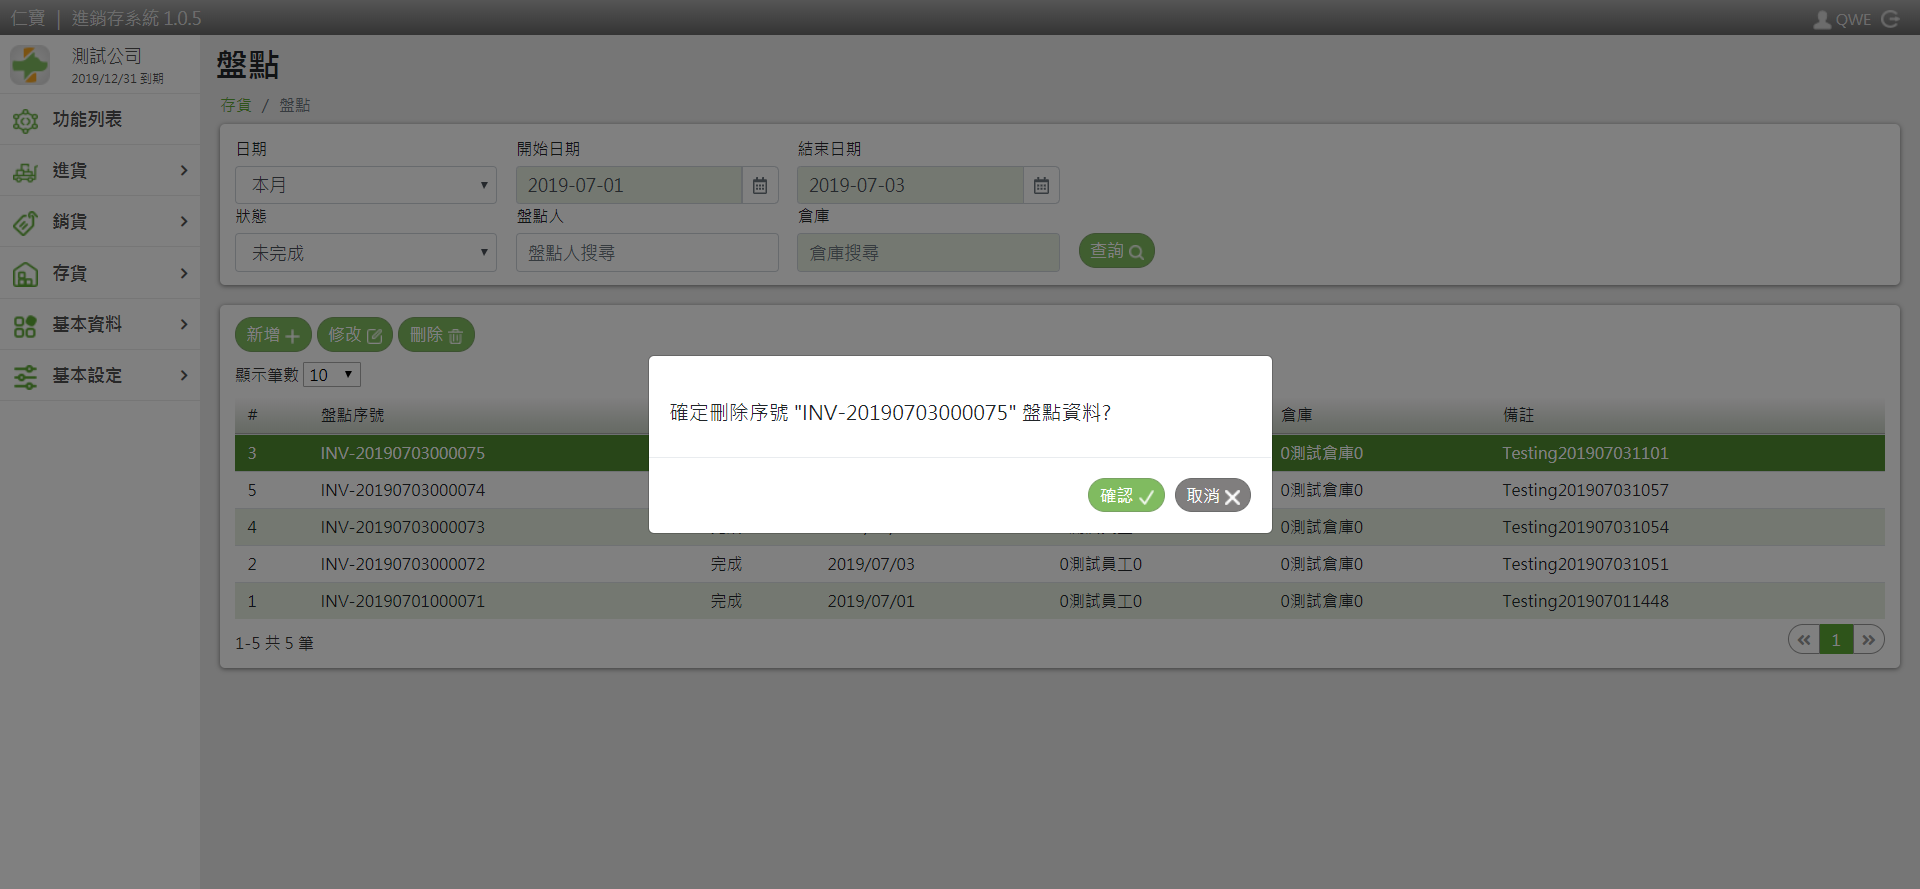 仁寶 | 進銷存系統 1.0.5
QWE
測試公司
2019/12/31 到期
功能列表
進貨
銷貨
存貨
基本資料
基本設定
盤點
存貨 / 盤點
日期 開始日期 結束日期
本月 2019-07-01 2019-07-03
狀態 盤點人 倉庫
未完成 盤點人搜尋 倉庫搜尋 查詢
新增 修改 刪除
顯示筆數 10
# 盤點序號 倉庫 備註
3 INV-20190703000075 0測試倉庫0 Testing201907031101
5 INV-20190703000074 0測試倉庫0 Testing201907031057
4 INV-20190703000073 0測試倉庫0 Testing201907031054
2 INV-20190703000072 完成 2019/07/03 0測試員工0 0測試倉庫0 Testing201907031051
1 INV-20190701000071 完成 2019/07/01 0測試員工0 0測試倉庫0 Testing201907011448
1-5 共 5 筆
« 1 »
確定刪除序號 "INV-20190703000075" 盤點資料?
確認 取消